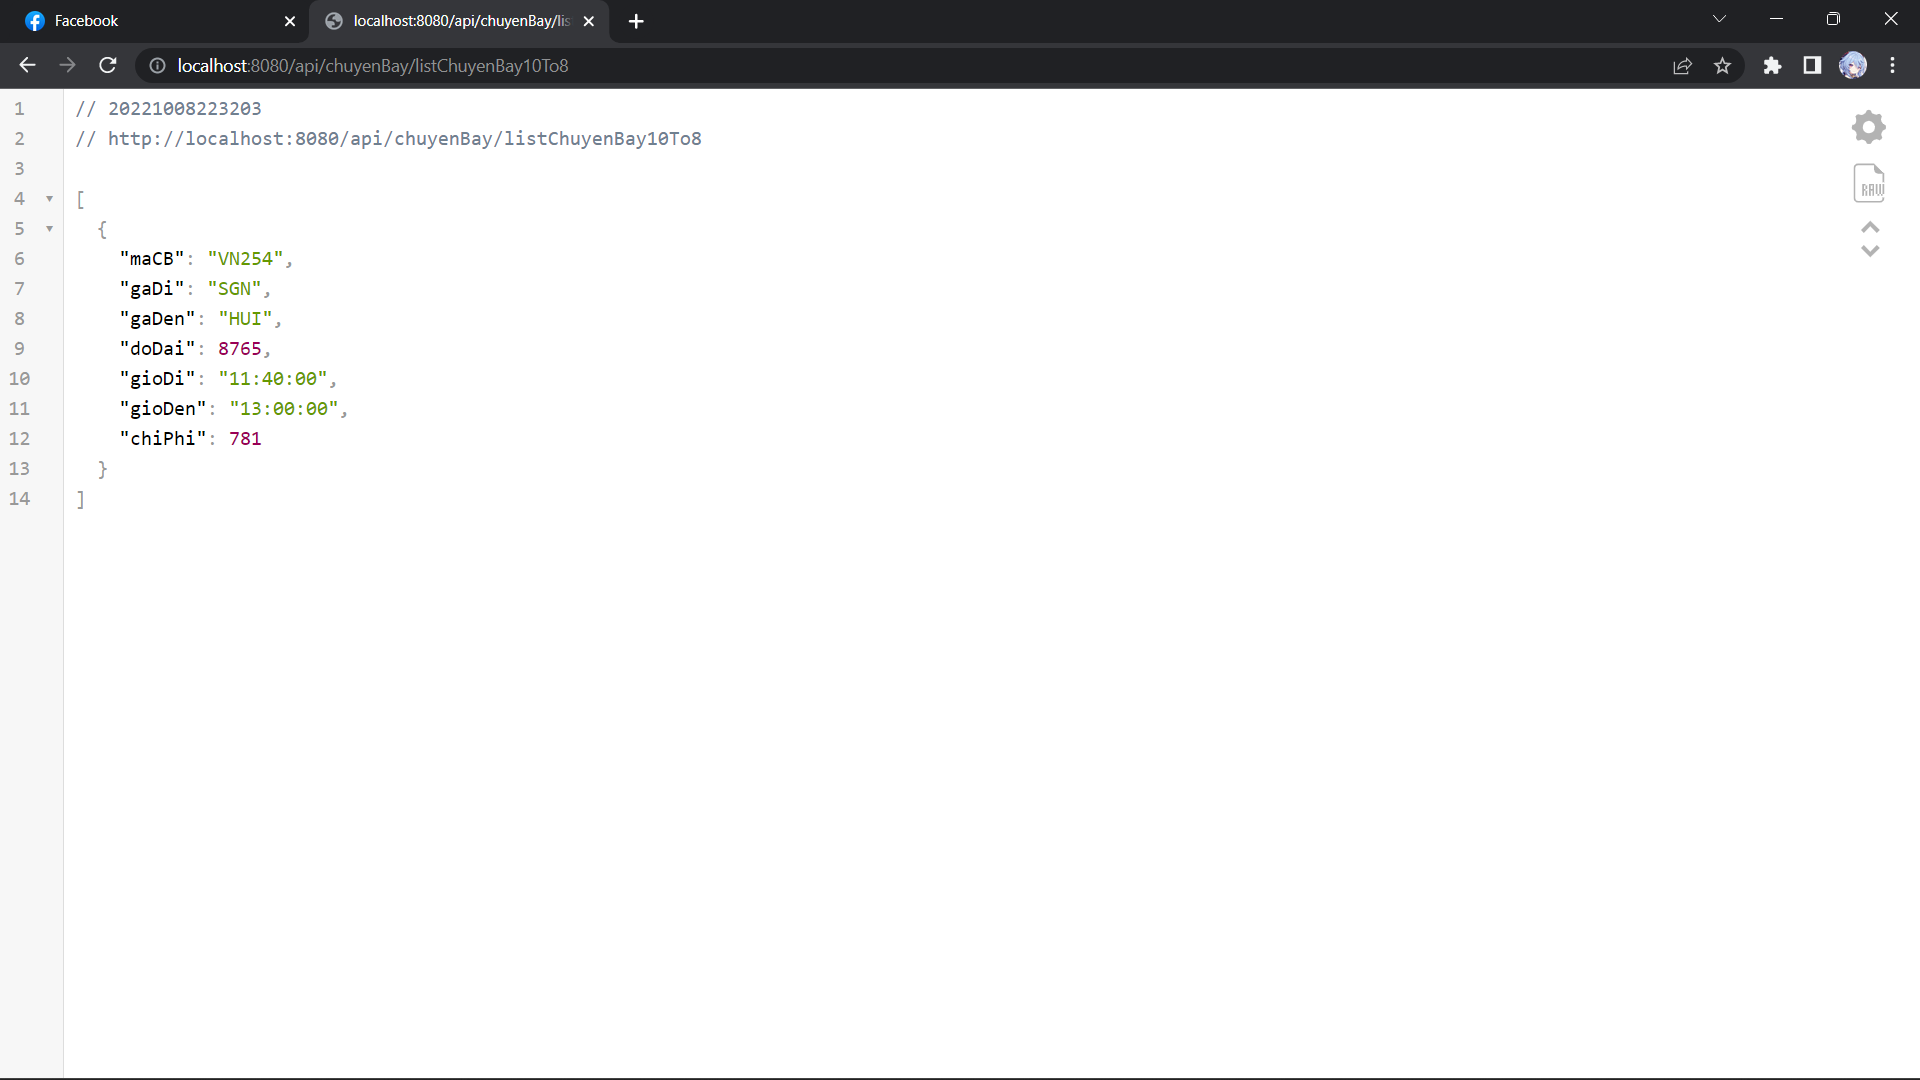 Facebook
localhost:8080/api/chuyenBay/lis
localhost:8080/api/chuyenBay/listChuyenBay10To8
1 // 20221008223203
2 // http://localhost:8080/api/chuyenBay/listChuyenBay10To8
3
4 [
5 {
6 "maCB": "VN254",
7 "gaDi": "SGN",
8 "gaDen": "HUI",
9 "doDai": 8765,
10 "gioDi": "11:40:00",
11 "gioDen": "13:00:00",
12 "chiPhi": 781
13 }
14 ]
RAW